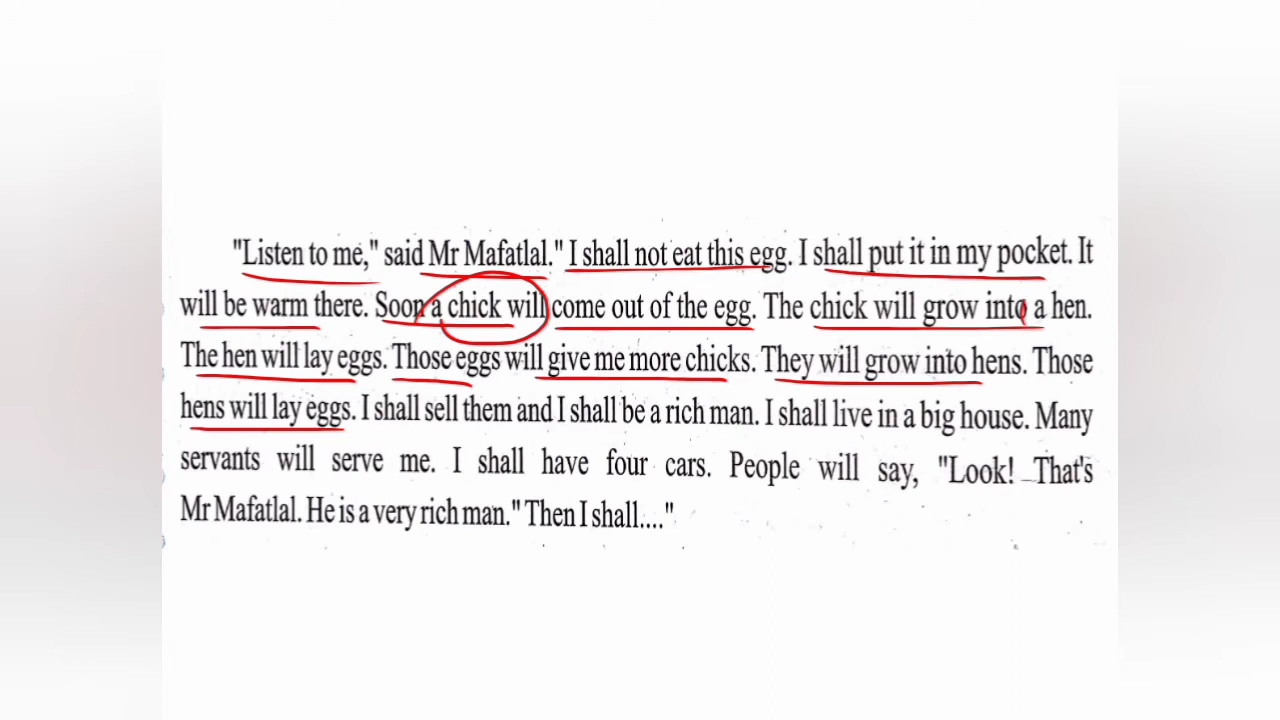 "Listen to me," said Mr Mafatlal." I shall not eat this egg. I shall put it in my pocket. It
will be warm there. Soon a chick will come out of the egg. The chick will grow into a hen.
The hen will lay eggs. Those eggs will give me more chicks. They will grow into hens. Those
hens will lay eggs. I shall sell them and I shall be a rich man. I shall live in a big house. Many
servants will serve me. I shall have four cars. People will say, "Look! That's
Mr Mafatlal. He is a very rich man." Then I shall...."